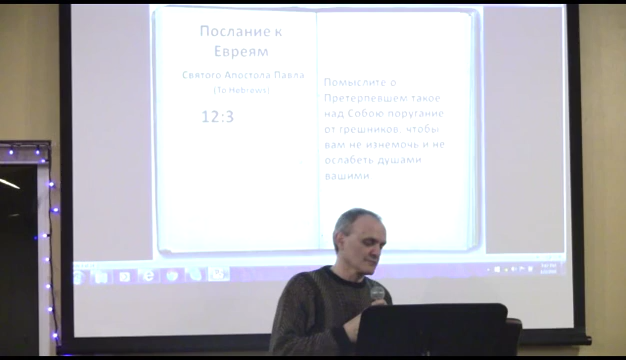 Послание к
Евреям
Святого Апостола Павла
(To Hebrews)
12:3
Помыслите о
Претерпевшем такое
над Собою поругание
от грешников, чтобы
вам не изнемочь и не
ослабеть душами
вашими